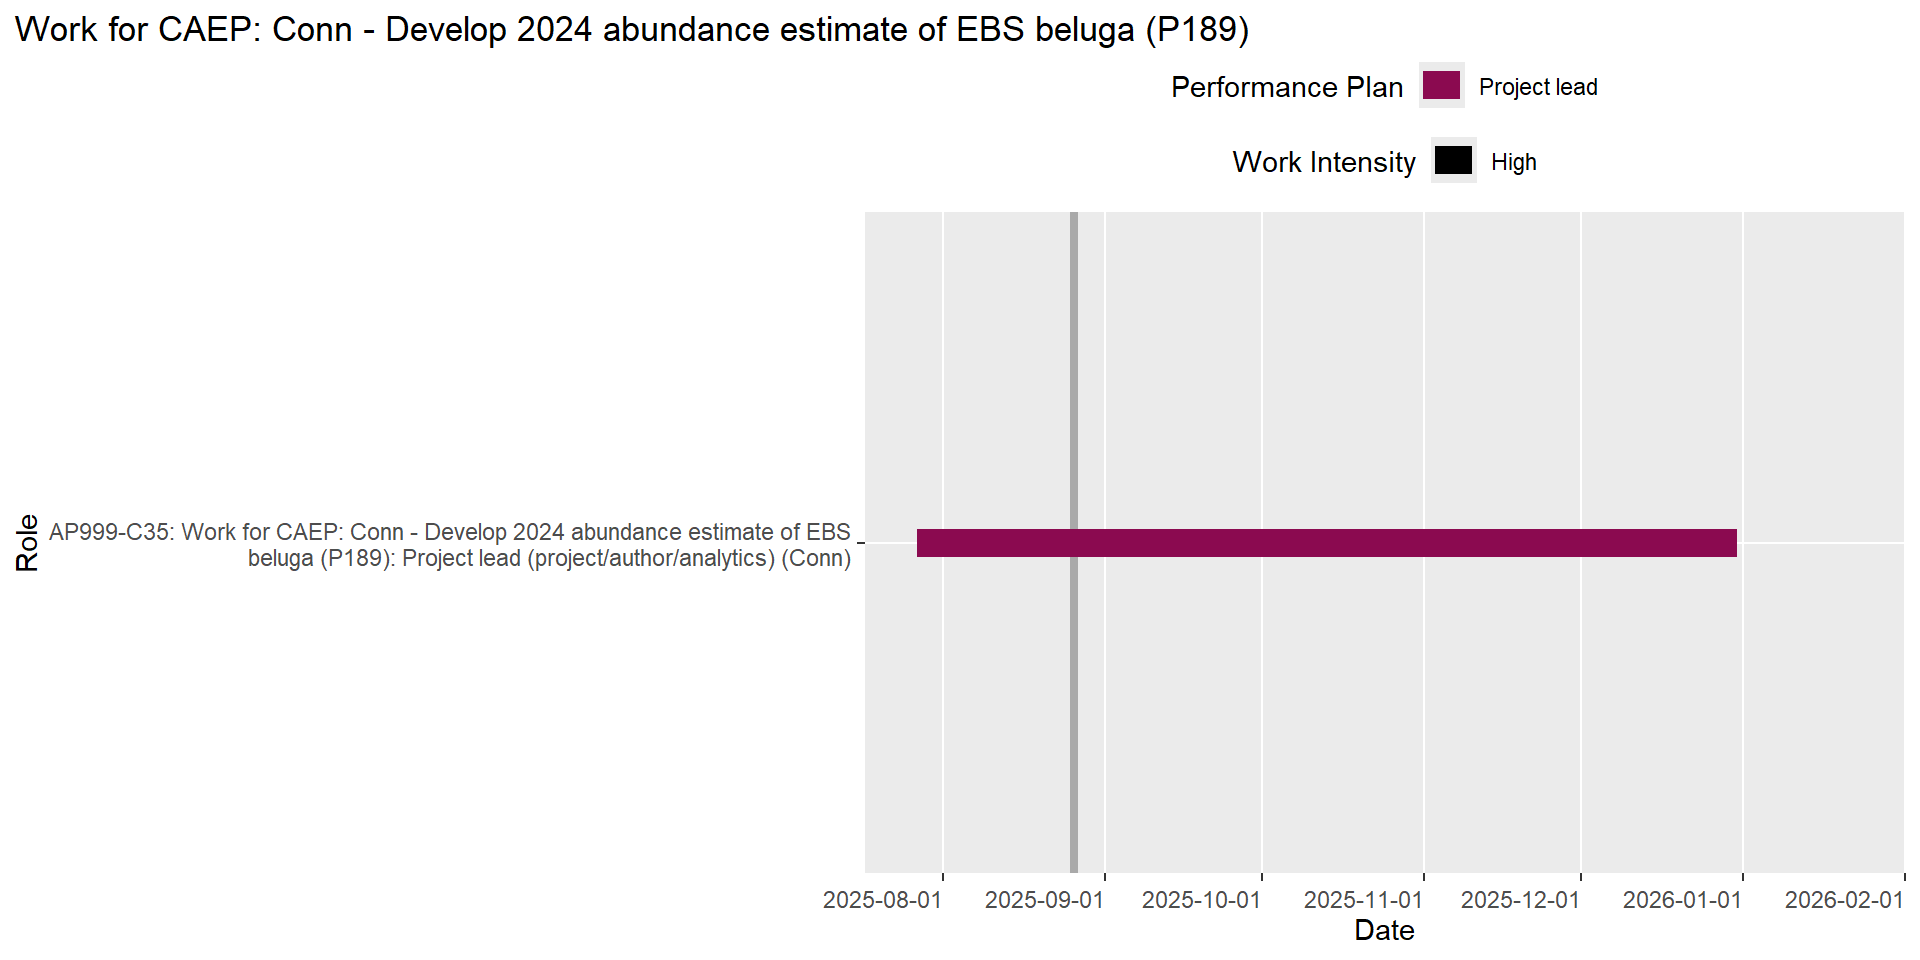 Work for CAEP: Conn - Develop 2024 abundance estimate of EBS beluga (P189)
Performance Plan
Project lead
Work Intensity
High
Role
AP999-C35: Work for CAEP: Conn - Develop 2024 abundance estimate of EBS
beluga (P189): Project lead (project/author/analytics) (Conn)
2025-08-01
2025-09-01
2025-10-01
2025-11-01
2025-12-01
2026-01-01
2026-02-01
Date